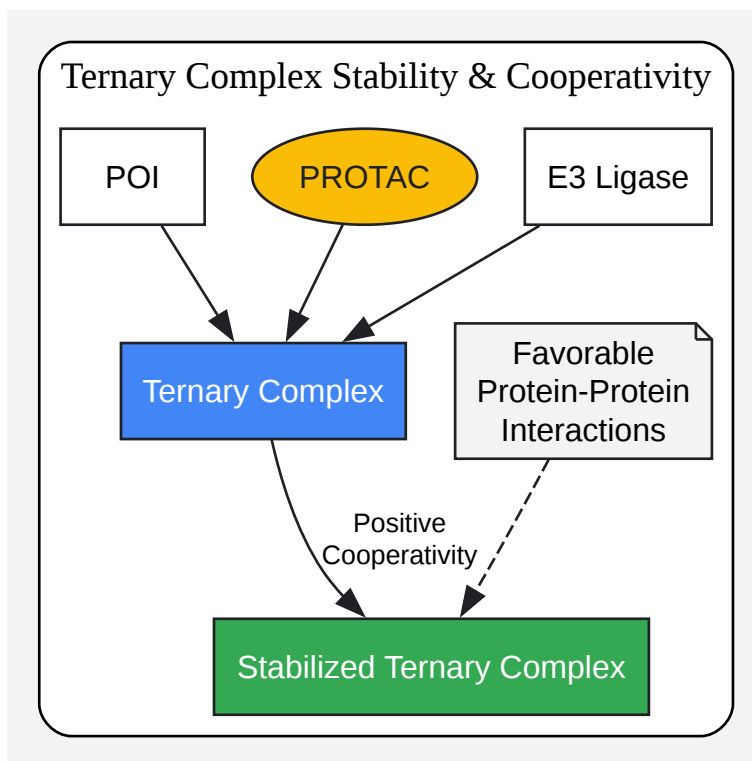 Ternary Complex Stability & Cooperativity
POI
PROTAC
E3 Ligase
Ternary Complex
Favorable
Protein-Protein
Interactions
Positive
Cooperativity
Stabilized Ternary Complex